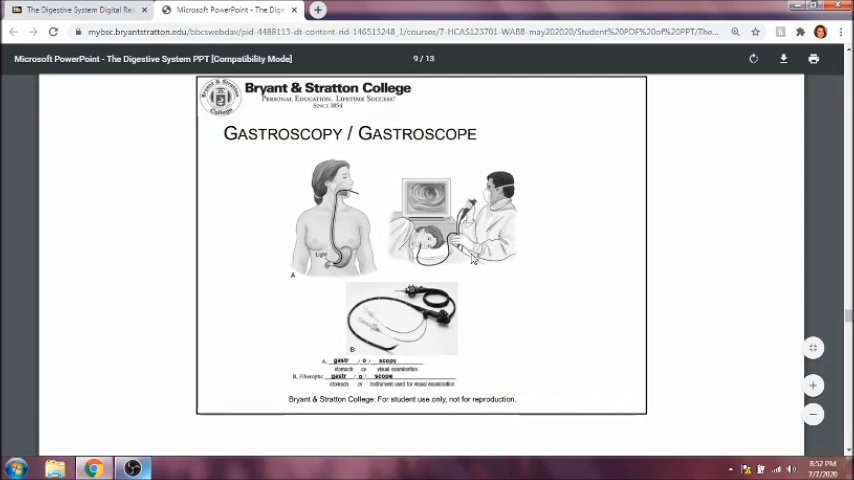 The Digestive System Digital Re
Microsoft PowerPoint - The Dige
mybsc.bryantstratton.edu/bbcswebdav/pid-4488113-dt-content-rid-146513248_1/courses/7-HCAS123701-WABB-may202020/Student%20PDF%20of%20PPT/The...
Microsoft PowerPoint - The Digestive System PPT [Compatibility Mode]
9 / 13
Bryant & Stratton College
PERSONAL EDUCATION. LIFETIME SUCCESS.®
SINCE 1854
GASTROSCOPY / GASTROSCOPE
Light
A
B
A. gastr / o / scopy
stomach cv visual examination
B. Fiberoptic gastr / o / scope
stomach cv instrument used for visual examination
Bryant & Stratton College: For student use only, not for reproduction.
8:52 PM
7/7/2020